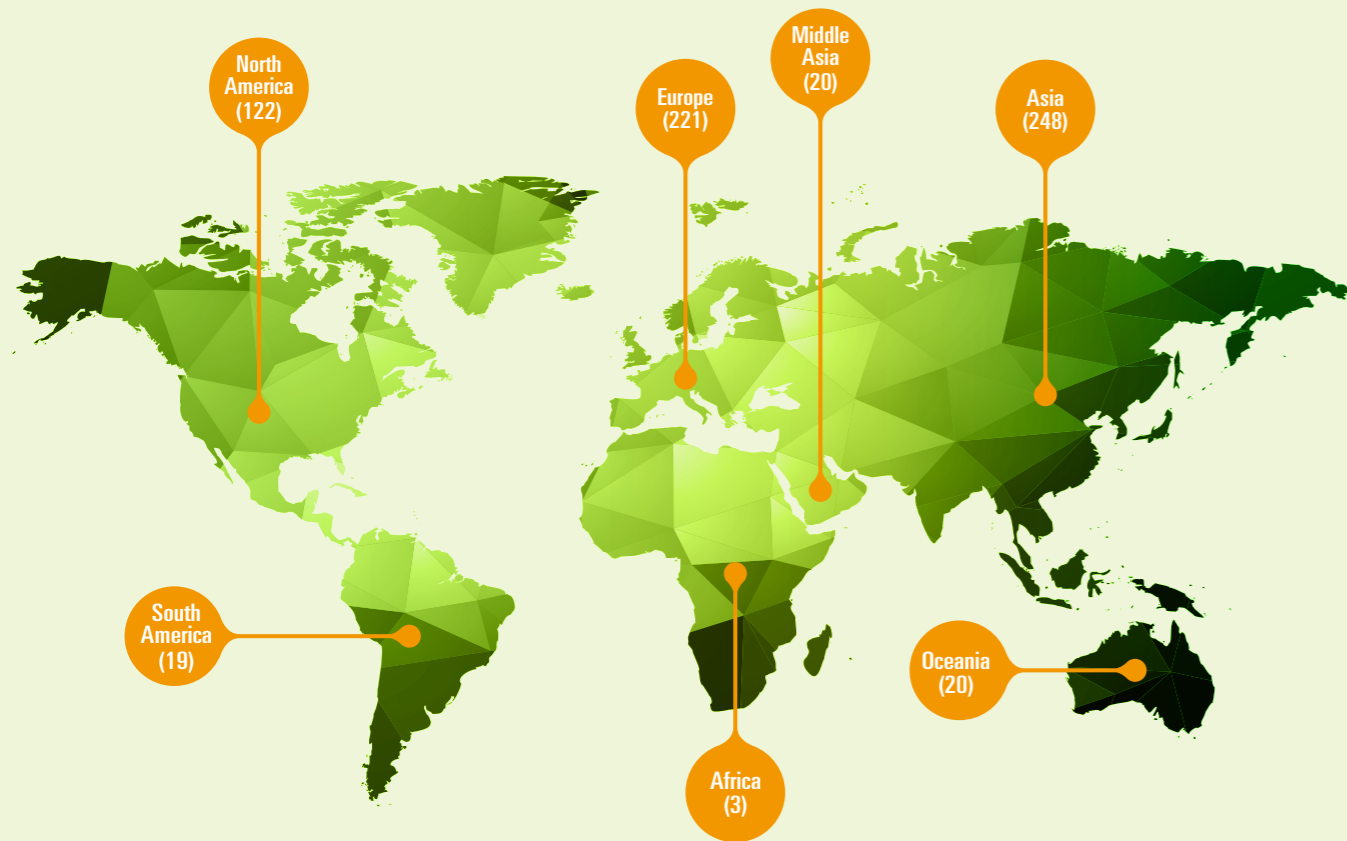 North
America
(122)
Europe
(221)
Middle
Asia
(20)
Asia
(248)
South
America
(19)
Oceania
(20)
Africa
(3)